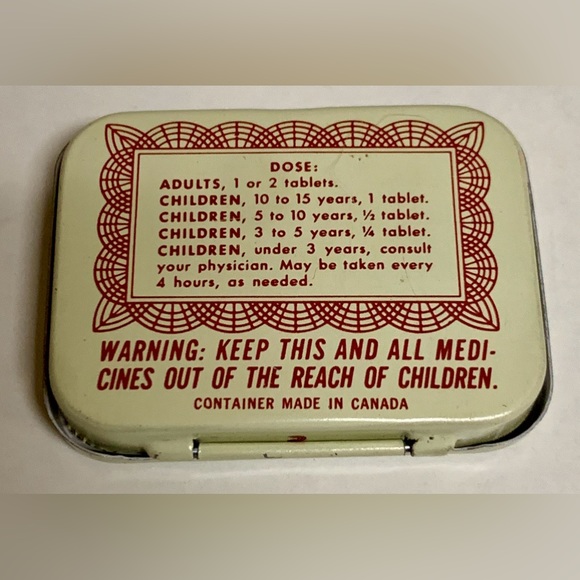 DOSE:
ADULTS, 1 or 2 tablets.
CHILDREN, 10 to 15 years, 1 tablet.
CHILDREN, 5 to 10 years, ½ tablet.
CHILDREN, 3 to 5 years, ¼ tablet.
CHILDREN, under 3 years, consult
your physician. May be taken every
4 hours, as needed.
WARNING: KEEP THIS AND ALL MEDI-
CINES OUT OF THE REACH OF CHILDREN.
CONTAINER MADE IN CANADA